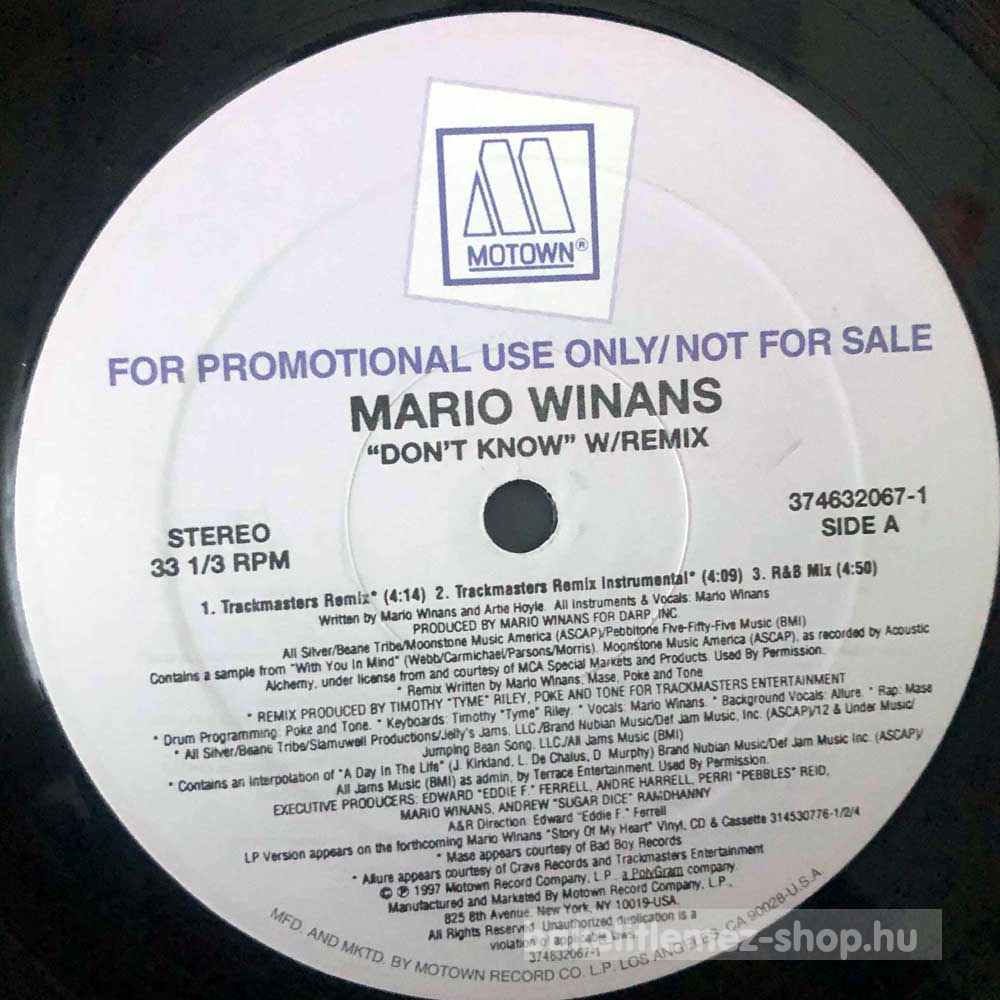 MOTOWN®
FOR PROMOTIONAL USE ONLY/NOT FOR SALE
MARIO WINANS
“DON'T KNOW” W/REMIX
STEREO
33 1/3 RPM
374632067-1
SIDE A
1. Trackmasters Remix* (4:14) 2. Trackmasters Remix Instrumental* (4:09) 3. R&B Mix (4:50)
Written by Mario Winans and Artie Hoyle. All Instruments & Vocals: Mario Winans
PRODUCED BY MARIO WINANS FOR DARP, INC.
All Silver/Beane Tribe/Moonstone Music America (ASCAP)/Pebbitone Five-Fifty-Five Music (BMI)
Contains a sample from "With You In Mind" (Webb/Carmichael/Parsons/Morris). Moonstone Music America (ASCAP), as recorded by Acoustic
Alchemy, under license from and courtesy of MCA Special Markets and Products. Used By Permission.
* Remix Written by Mario Winans, Mase, Poke and Tone
* REMIX PRODUCED BY TIMOTHY "TYME" RILEY, POKE AND TONE FOR TRACKMASTERS ENTERTAINMENT
* Drum Programming: Poke and Tone. * Keyboards: Timothy "Tyme" Riley. * Vocals: Mario Winans. * Background Vocals: Allure. * Rap: Mase
* All Silver/Beane Tribe/Slamuwell Productions/Jelly's Jams, LLC./Brand Nubian Music/Def Jam Music, Inc. (ASCAP)/12 & Under Music/
Jumping Bean Song, LLC/All Jams Music (BMI)
* Contains an Interpolation of "A Day In The Life" (J. Kirkland, L. De Chalus, D. Murphy) Brand Nubian Music/Def Jam Music Inc. (ASCAP)/
All Jams Music (BMI) as admin. by Terrace Entertainment. Used By Permission.
EXECUTIVE PRODUCERS: EDWARD "EDDIE F." FERRELL, ANDRE HARRELL, PERRI "PEBBLES" REID,
MARIO WINANS, ANDREW "SUGAR DICE" RAMDHANNY
A&R Direction: Edward "Eddie F." Ferrell
LP Version appears on the forthcoming Mario Winans "Story Of My Heart" Vinyl, CD & Cassette 314530776-1/2/4
* Mase appears courtesy of Bad Boy Records
* Allure appears courtesy of Crave Records and Trackmasters Entertainment
© ℗ 1997 Motown Record Company, L.P., a PolyGram company.
Manufactured and Marketed By Motown Record Company, L.P.,
825 8th Avenue, New York, NY 10019-USA.
All Rights Reserved. Unauthorized duplication is a
violation of applicable laws.
374632067-1
MFD. AND MKTD. BY MOTOWN RECORD CO. L.P. LOS ANGELES, CA 90028-U.S.A